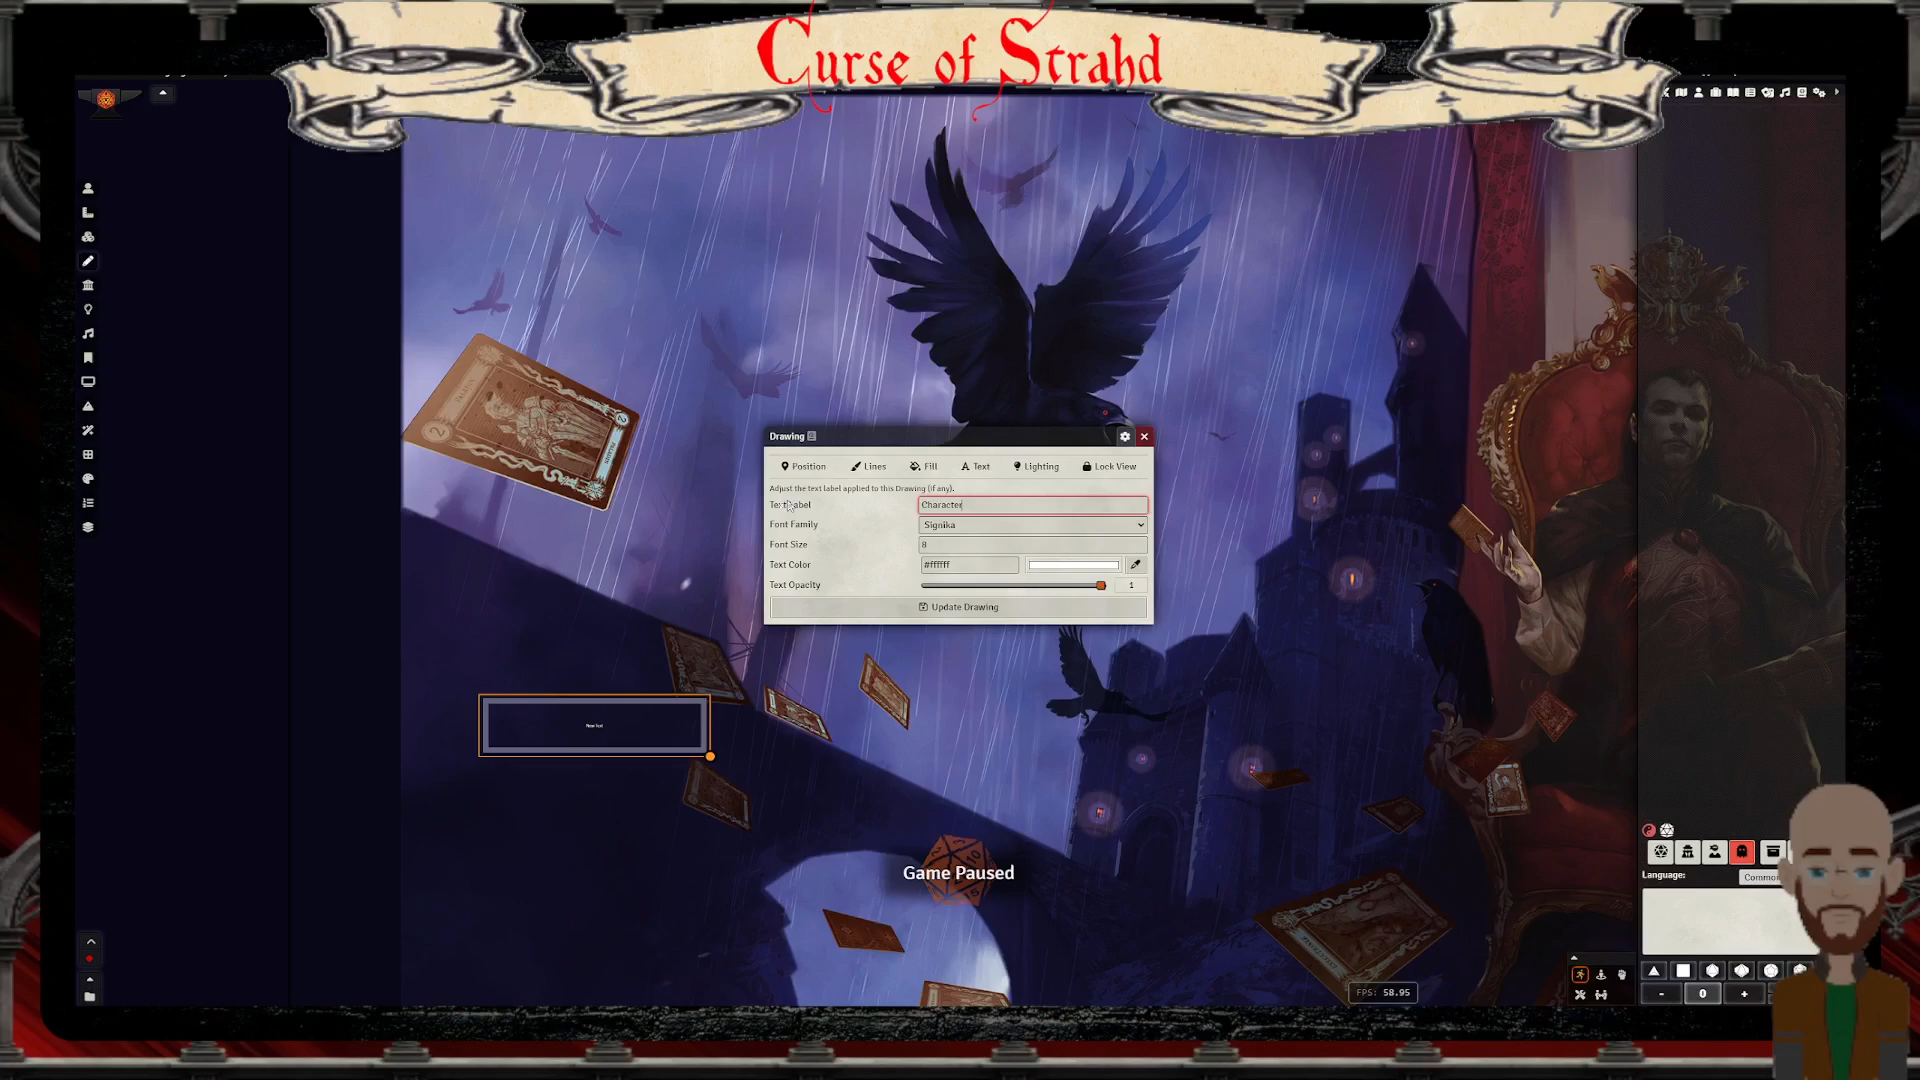 Curse of Strahd
Drawing
Position
Lines
Fill
Text
Lighting
Lock View
Adjust the text label applied to this Drawing (if any).
Text Label
Character
Font Family
Signika
Font Size
8
Text Color
#ffffff
Text Opacity
1
Update Drawing
New Text
Game Paused
Language:
FPS: 58.95
-
0
+